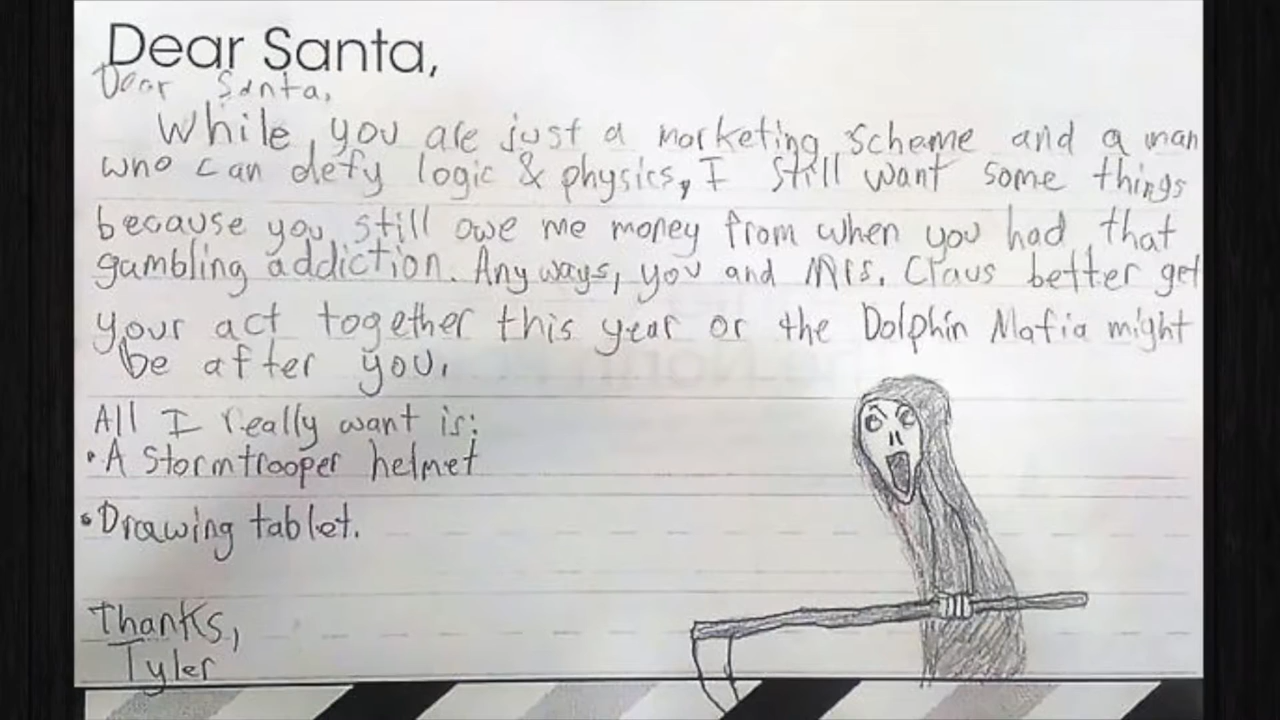 Dear Santa,
Dear Santa,
While you are just a marketing scheme and a man
who can defy logic & physics, I still want some things
because you still owe me money from when you had that
gambling addiction. Any ways, you and Mrs. Claus better get
your act together this year or the Dolphin Mafia might
be after you.
All I really want is:
• A Stormtrooper helmet
• Drawing tablet.
Thanks,
Tyler